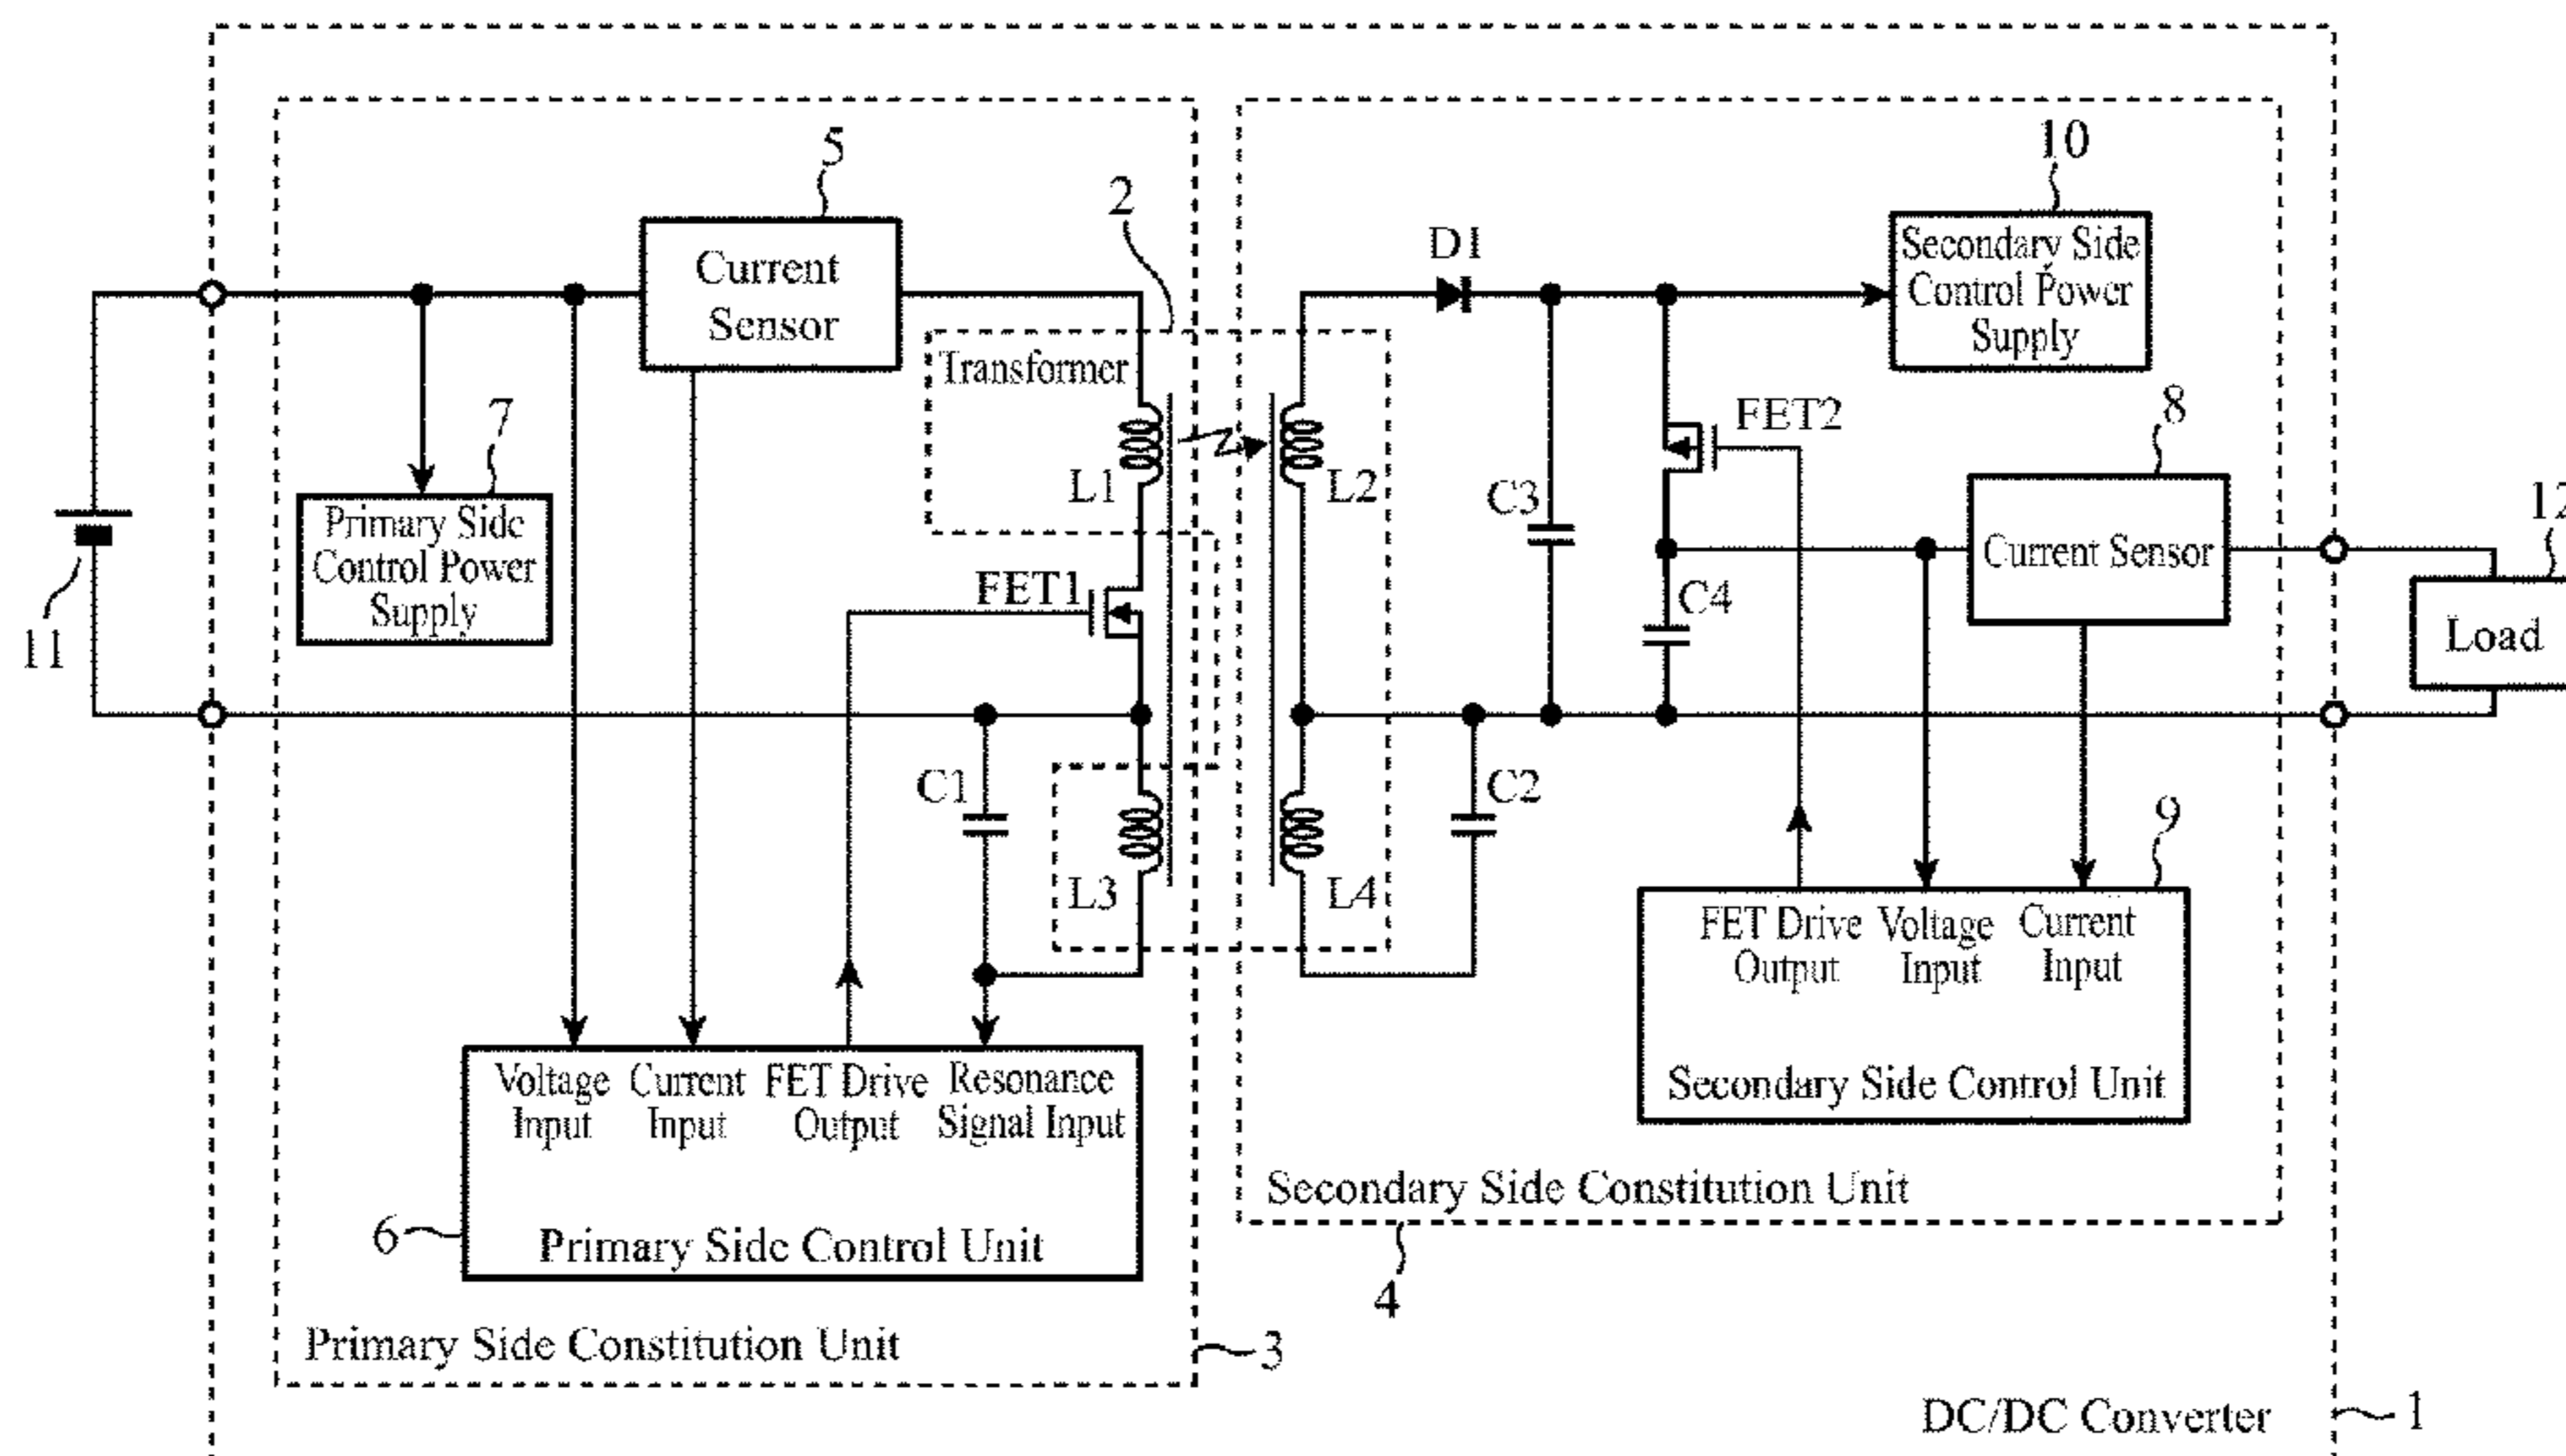 5
10
2
D1
Secondary Side
Control Power
Supply
Current
Sensor
Transformer
7
FET2
8
L1
L2
C3
12
Primary Side
Control Power
Supply
Current Sensor
FET1
C4
11
Load
C1
C2
9
L3
L4
FET Drive
Output
Voltage
Input
Current
Input
Secondary Side Control Unit
Voltage
Input
Current
Input
FET Drive
Output
Resonance
Signal Input
6
Primary Side Control Unit
Secondary Side Constitution Unit
4
Primary Side Constitution Unit
3
DC/DC Converter
1